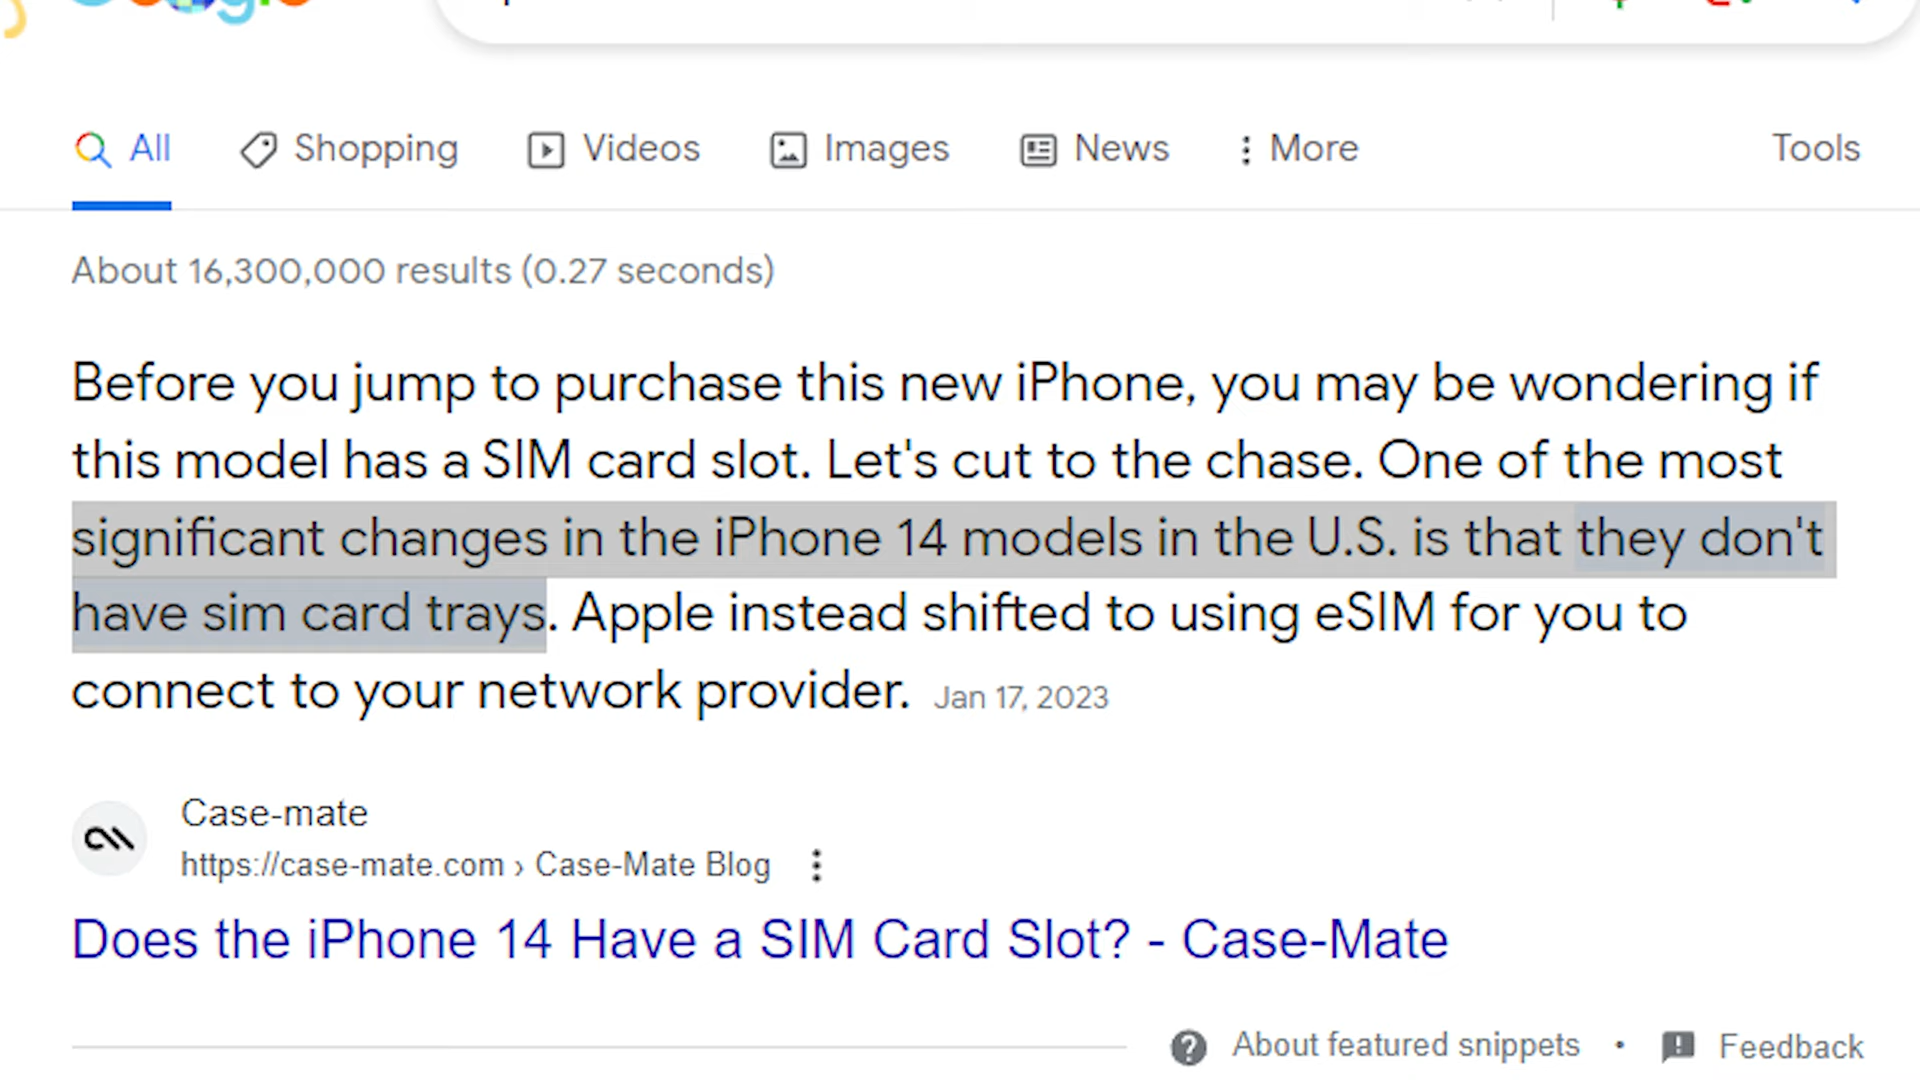 All Shopping Videos Images News More Tools
About 16,300,000 results (0.27 seconds)
Before you jump to purchase this new iPhone, you may be wondering if
this model has a SIM card slot. Let's cut to the chase. One of the most
significant changes in the iPhone 14 models in the U.S. is that they don't
have sim card trays. Apple instead shifted to using eSIM for you to
connect to your network provider. Jan 17, 2023
Case-mate
https://case-mate.com › Case-Mate Blog
Does the iPhone 14 Have a SIM Card Slot? - Case-Mate
About featured snippets • Feedback